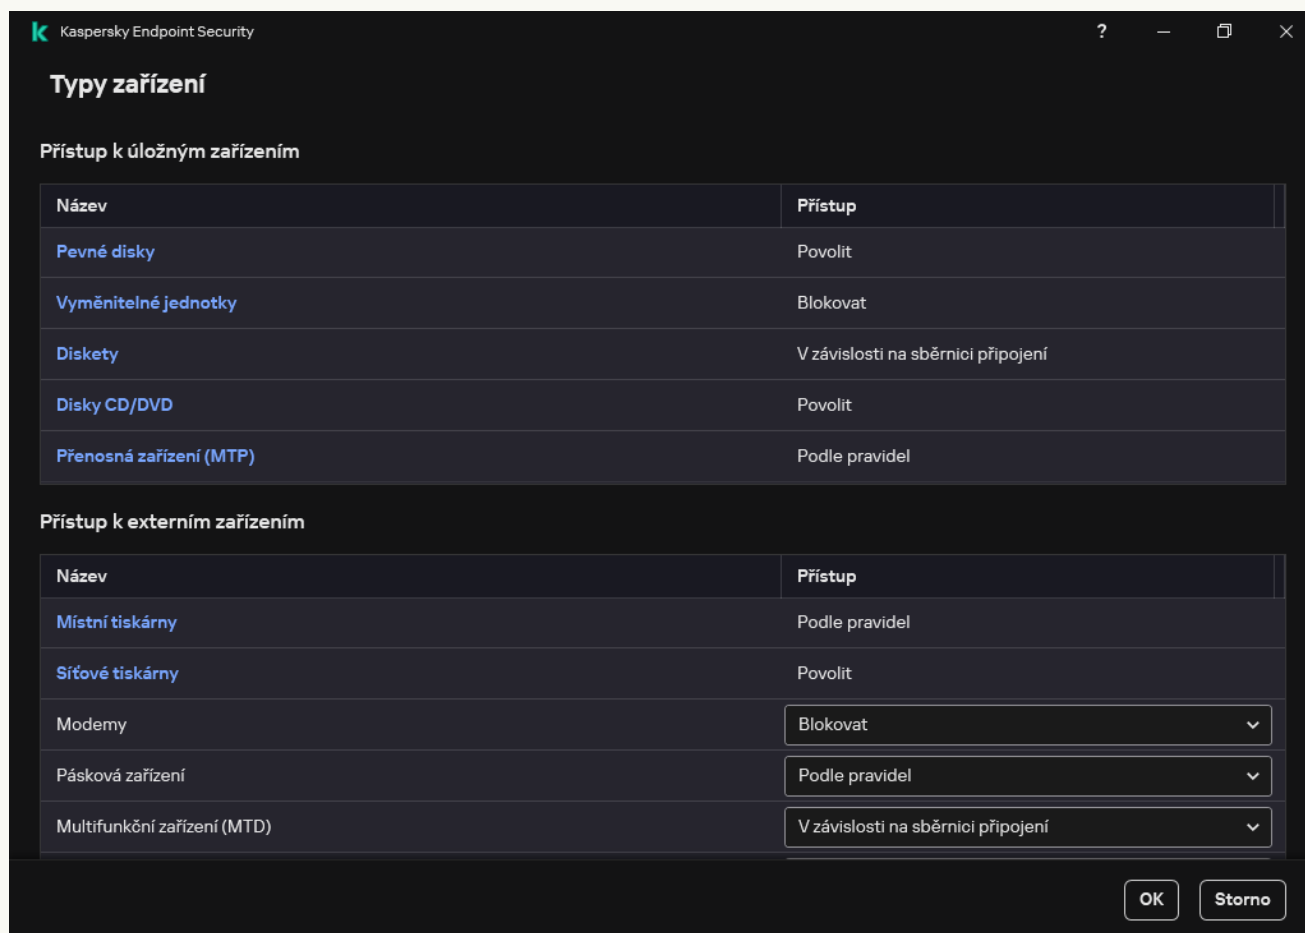 Kaspersky Endpoint Security
Typy zařízení
Přístup k úložným zařízením
Název Přístup
Pevné disky Povolit
Vyměnitelné jednotky Blokovat
Diskety V závislosti na sběrnici připojení
Disky CD/DVD Povolit
Přenosná zařízení (MTP) Podle pravidel
Přístup k externím zařízením
Název Přístup
Místní tiskárny Podle pravidel
Síťové tiskárny Povolit
Modemy Blokovat
Pásková zařízení Podle pravidel
Multifunkční zařízení (MTD) V závislosti na sběrnici připojení
OK Storno